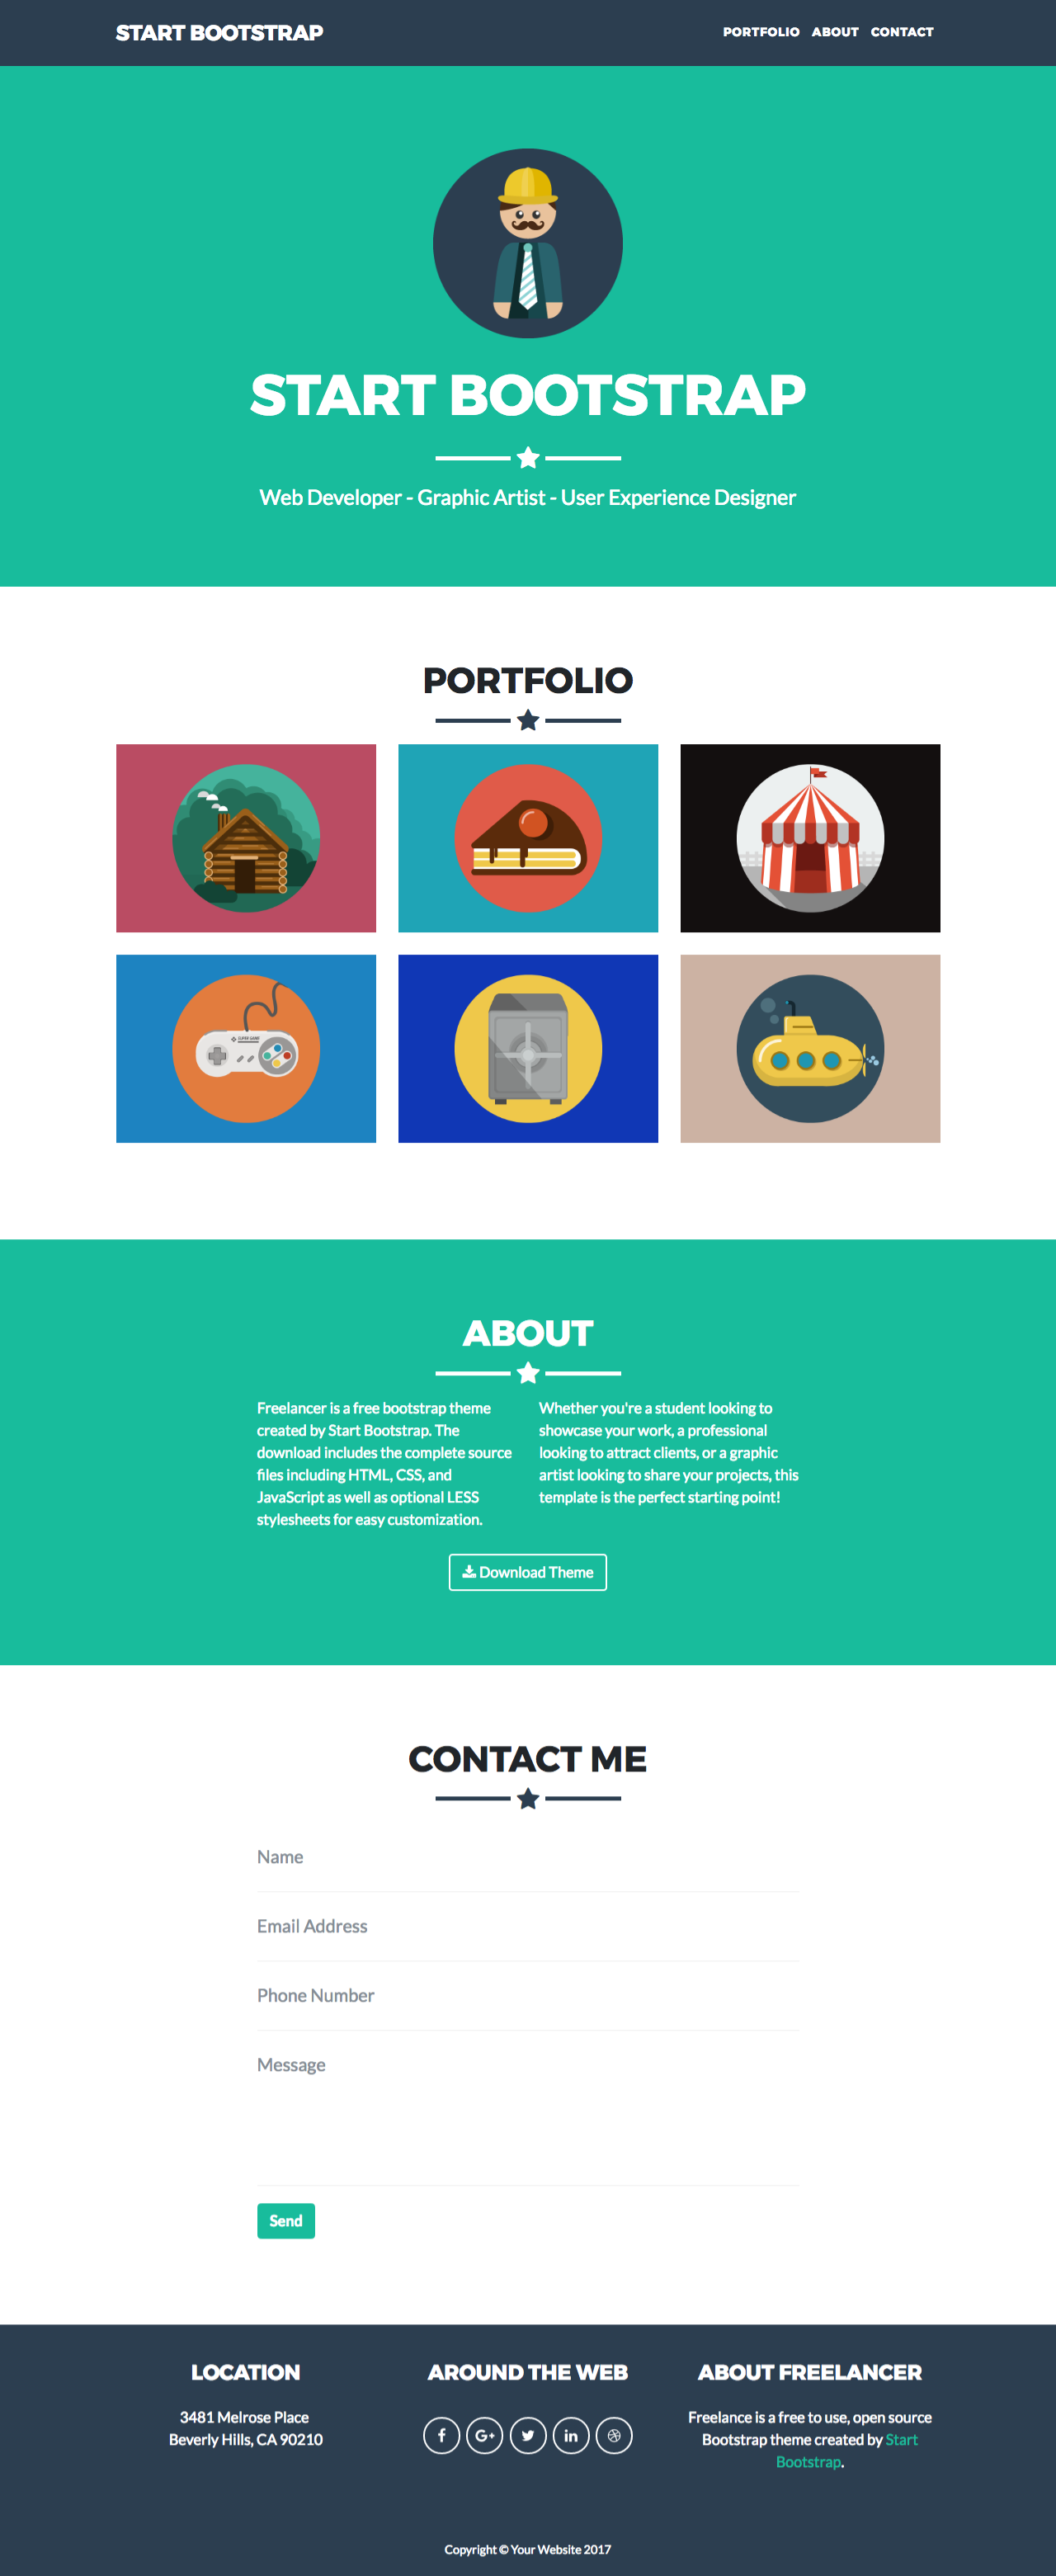 START BOOTSTRAP
PORTFOLIO ABOUT CONTACT
START BOOTSTRAP
Web Developer - Graphic Artist - User Experience Designer
PORTFOLIO
ABOUT
Freelancer is a free bootstrap theme
created by Start Bootstrap. The
download includes the complete source
files including HTML, CSS, and
JavaScript as well as optional LESS
stylesheets for easy customization.
Whether you're a student looking to
showcase your work, a professional
looking to attract clients, or a graphic
artist looking to share your projects, this
template is the perfect starting point!
Download Theme
CONTACT ME
Name
Email Address
Phone Number
Message
Send
LOCATION
3481 Melrose Place
Beverly Hills, CA 90210
AROUND THE WEB
ABOUT FREELANCER
Freelance is a free to use, open source
Bootstrap theme created by Start
Bootstrap.
Copyright © Your Website 2017